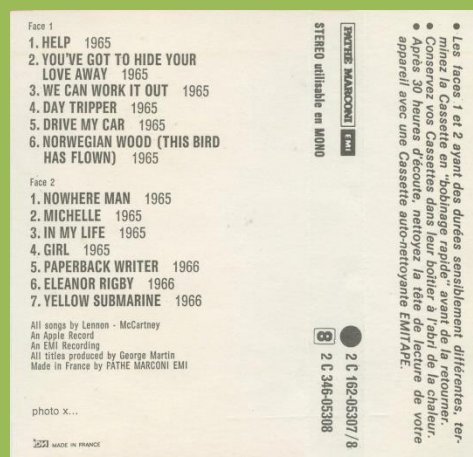 Face 1
1. HELP 1965
2. YOU'VE GOT TO HIDE YOUR
LOVE AWAY 1965
3. WE CAN WORK IT OUT 1965
4. DAY TRIPPER 1965
5. DRIVE MY CAR 1965
6. NORWEGIAN WOOD (THIS BIRD
HAS FLOWN) 1965
Face 2
1. NOWHERE MAN 1965
2. MICHELLE 1965
3. IN MY LIFE 1965
4. GIRL 1965
5. PAPERBACK WRITER 1966
6. ELEANOR RIGBY 1966
7. YELLOW SUBMARINE 1966
All songs by Lennon - McCartney
An Apple Record
An EMI Recording
All titles produced by George Martin
Made in France by PATHE MARCONI EMI
photo x...
MADE IN FRANCE
PATHÉ MARCONI EMI
STEREO utilisable en MONO
2 C 162-05307/8
8 2 C 346-05308
● Les faces 1 et 2 ayant des durées sensiblement différentes, ter-
minez la Cassette en "bobinage rapide" avant de la retourner.
● Conservez vos Cassettes dans leur boîtier à l'abri de la chaleur.
● Après 30 heures d'écoute, nettoyez la tête de lecture de votre
appareil avec une Cassette auto-nettoyante EMITAPE.